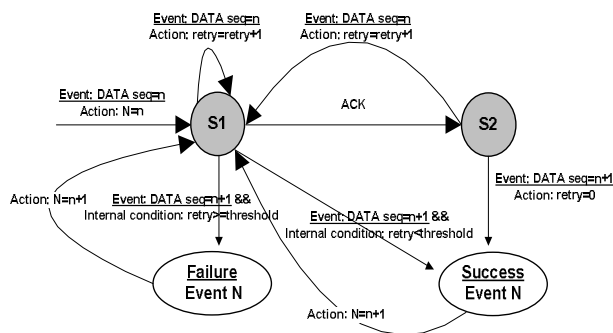 Event: DATA seq=n
Action: retry=retry+1
Event: DATA seq=n
Action: retry=retry+1
Event: DATA seq=n
Action: N=n
S1
ACK
S2
Event: DATA seq=n+1
Action: retry=0
Action: N=n+1
Event: DATA seq=n+1 &&
Internal condition: retry>=threshold
Event: DATA seq=n+1 &&
Internal condition: retry<threshold
Failure
Event N
Success
Event N
Action: N=n+1